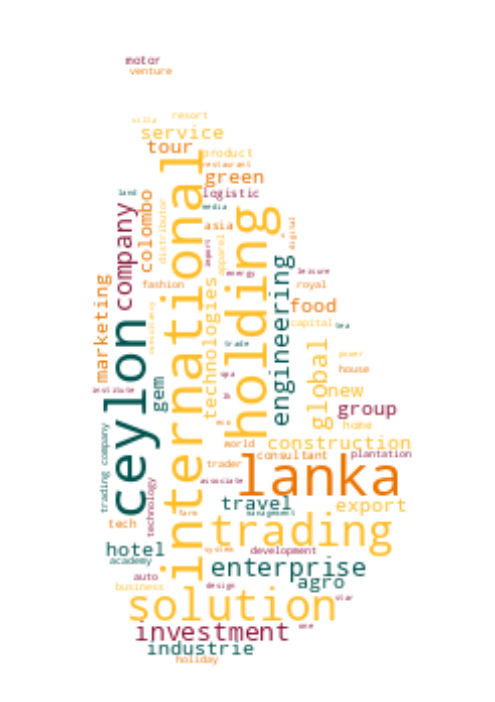 motor
venture
villa
resort
service
tour
product
restaurant
green
land
logistic
media
company
colombo
distributor
international
asia
holding
digital
import
apparel
energy
leisure
marketing
fashion
technologies
engineering
royal
food
ceylon
consultancy
capital
tea
trade
global
power
house
spa
institute
gem
new
group
eco
home
trading company
world
construction
consultant
plantation
trader
lanka
technology
associate
travel
export
farm
management
tech
trading
hotel
system
development
academy
enterprise
auto
agro
business
design
solution
star
investment
one
industrie
holiday